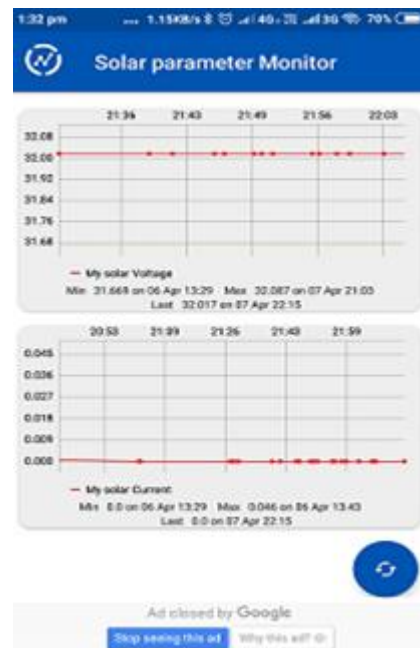 1:32 pm ... 1.15KB/s 4G 3G 70%
Solar parameter Monitor
21:36 21:43 21:49 21:56 22:03
32.08
32.00
31.92
31.84
31.76
31.68
My solar Voltage
Min 31.668 on 06 Apr 13:29 Max 32.087 on 07 Apr 21:03
Last 32.017 on 07 Apr 22:15
20:53 21:09 21:26 21:43 21:59
0.045
0.036
0.027
0.018
0.009
0.000
My solar Current
Min 0.0 on 06 Apr 13:29 Max 0.046 on 06 Apr 13:43
Last 0.0 on 07 Apr 22:15
Ad closed by Google
Stop seeing this ad Why this ad?